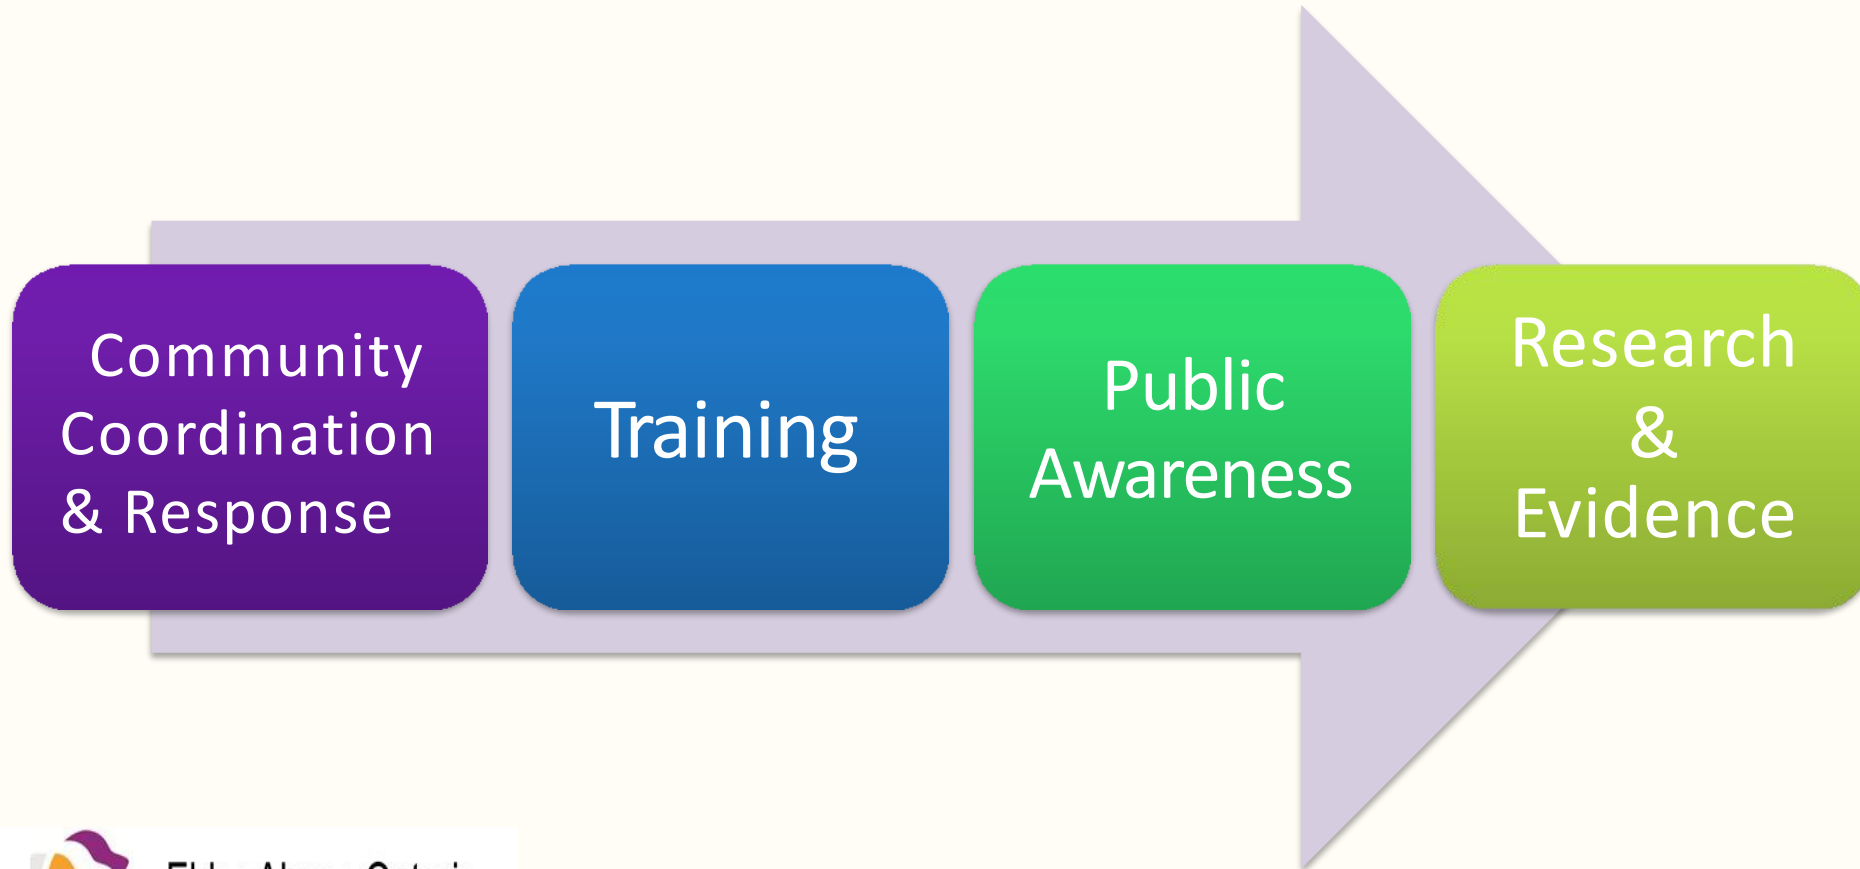 Community
Coordination
& Response
Training
Public
Awareness
Research
&
Evidence